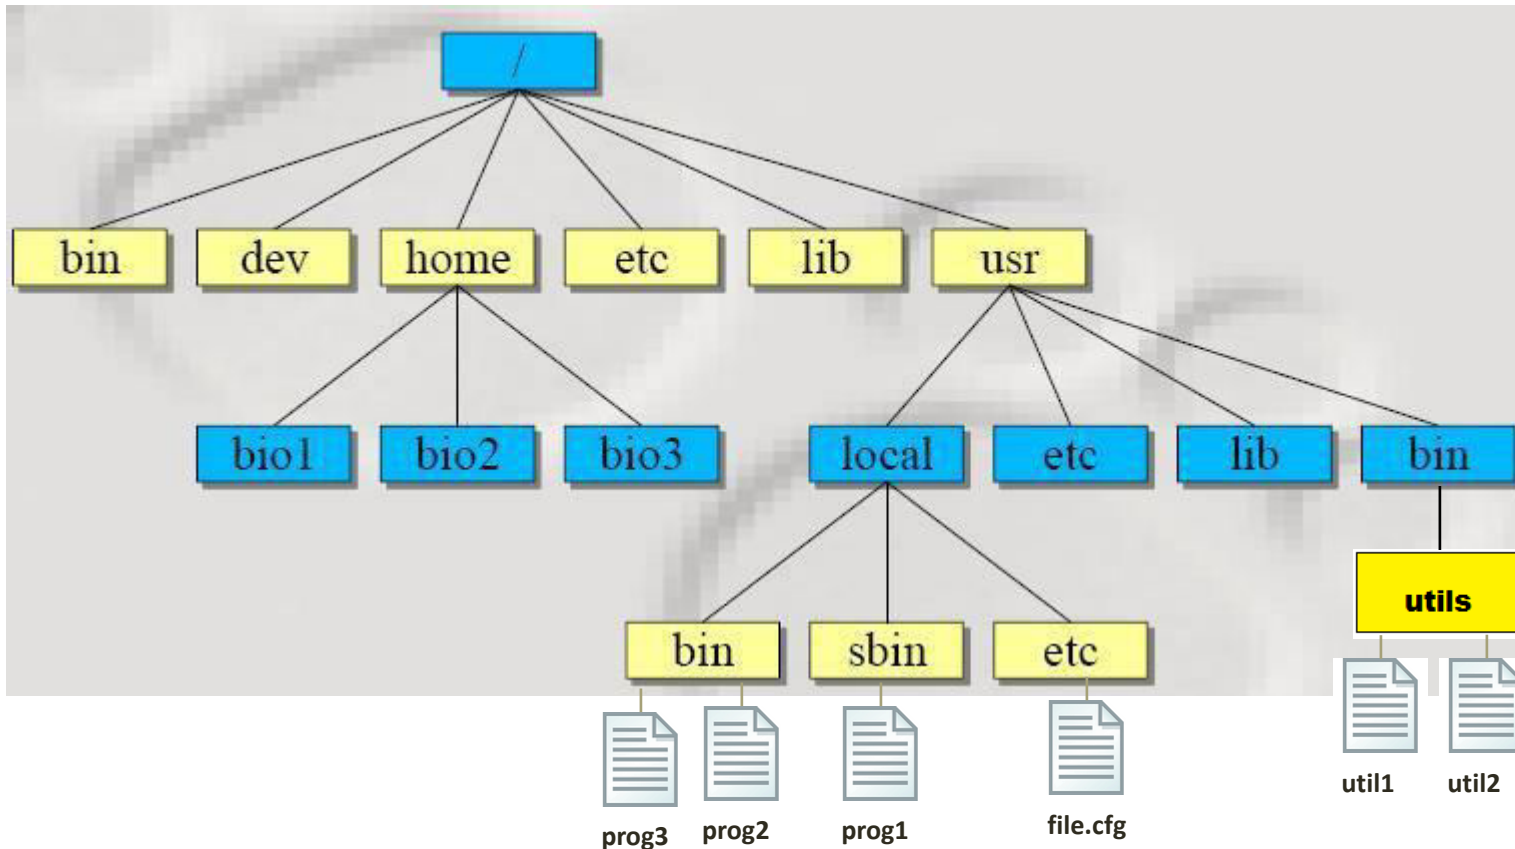 /
bin dev home etc lib usr
bio1 bio2 bio3 local etc lib bin
utils
bin sbin etc
util1 util2
prog3 prog2 prog1 file.cfg